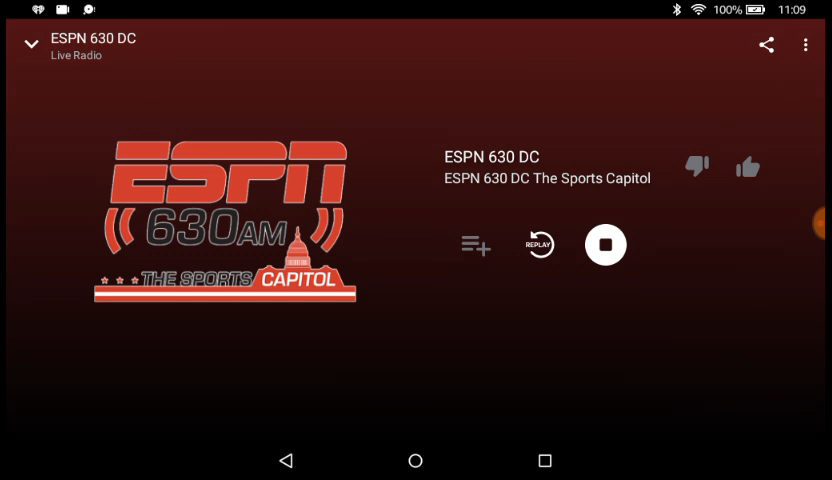 100% 11:09
ESPN 630 DC
Live Radio
ESPN
630AM
THE SPORTS CAPITOL
ESPN 630 DC
ESPN 630 DC The Sports Capitol
REPLAY